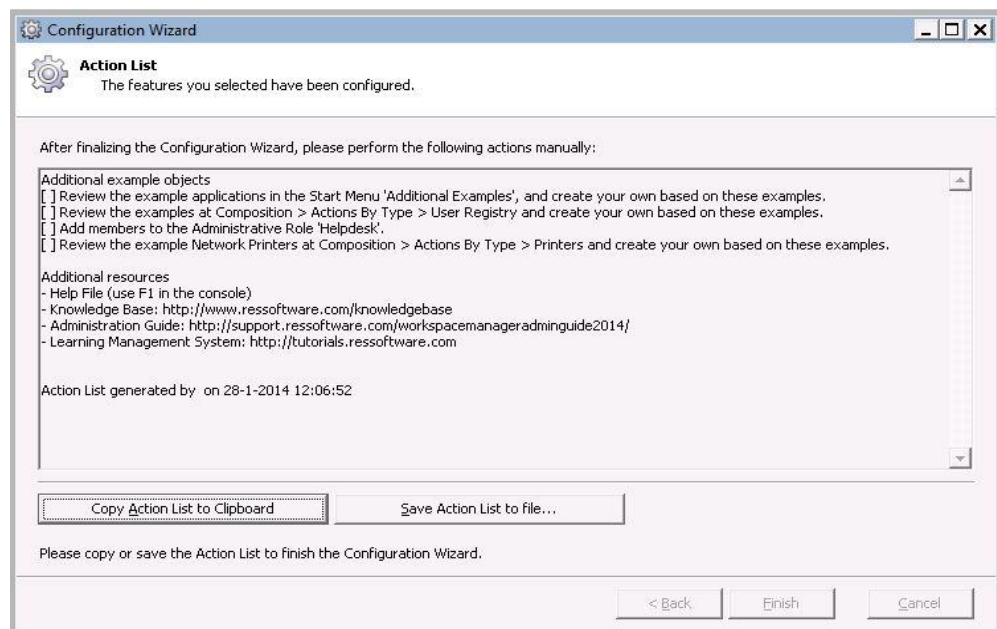 Configuration Wizard
Action List
The features you selected have been configured.
After finalizing the Configuration Wizard, please perform the following actions manually:
Additional example objects
[ ] Review the example applications in the Start Menu 'Additional Examples', and create your own based on these examples.
[ ] Review the examples at Composition > Actions By Type > User Registry and create your own based on these examples.
[ ] Add members to the Administrative Role 'Helpdesk'.
[ ] Review the example Network Printers at Composition > Actions By Type > Printers and create your own based on these examples.
Additional resources
- Help File (use F1 in the console)
- Knowledge Base: http://www.ressoftware.com/knowledgebase
- Administration Guide: http://support.ressoftware.com/workspacemanageradminguide2014/
- Learning Management System: http://tutorials.ressoftware.com
Action List generated by  on 28-1-2014 12:06:52
Copy Action List to Clipboard
Save Action List to file...
Please copy or save the Action List to finish the Configuration Wizard.
< Back
Finish
Cancel